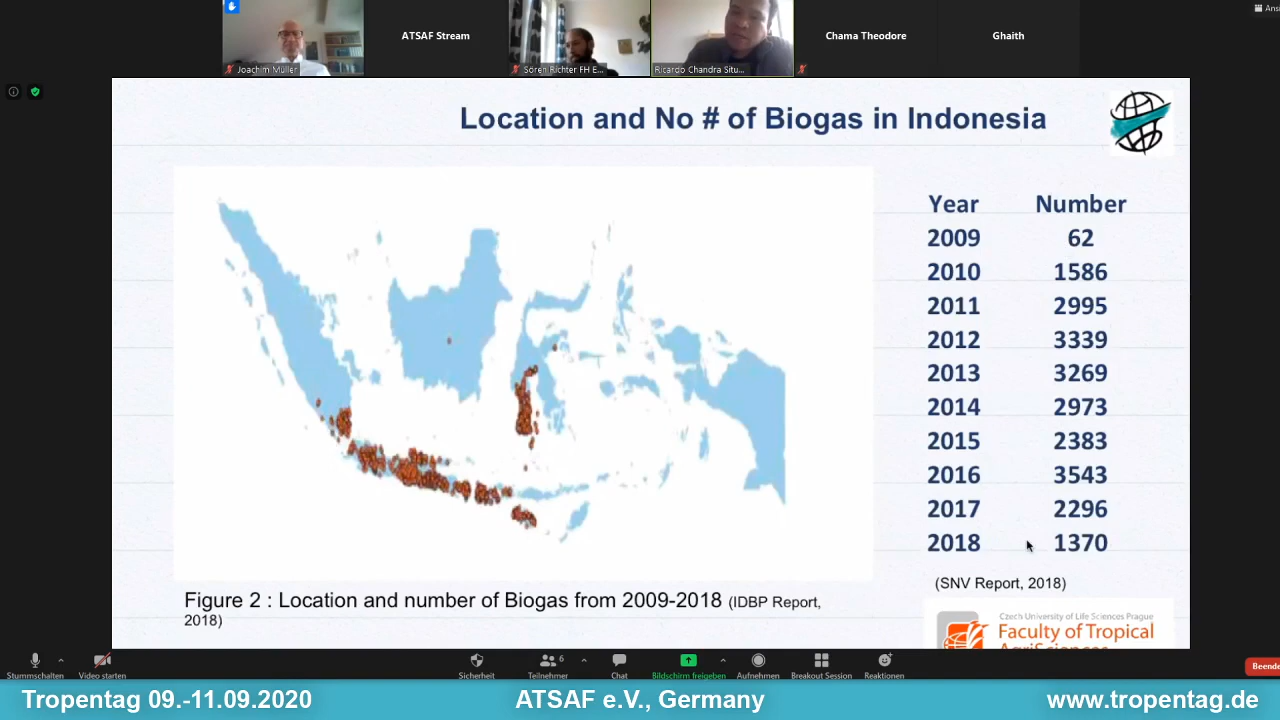 Ans
Joachim Müller
ATSAF Stream
Sören Richter FH E...
Ricardo Chandra Situ...
Chama Theodore
Ghaith
Location and No # of Biogas in Indonesia
Year Number
2009 62
2010 1586
2011 2995
2012 3339
2013 3269
2014 2973
2015 2383
2016 3543
2017 2296
2018 1370
(SNV Report, 2018)
Figure 2 : Location and number of Biogas from 2009-2018 (IDBP Report,
2018)
Czech University of Life Sciences Prague
Faculty of Tropical
AgriSciences
Stummschalten
Video starten
Sicherheit
6
Teilnehmer
Chat
Bildschirm freigeben
Aufnehmen
Breakout Session
Reaktionen
Beende
Tropentag 09.-11.09.2020
ATSAF e.V., Germany
www.tropentag.de